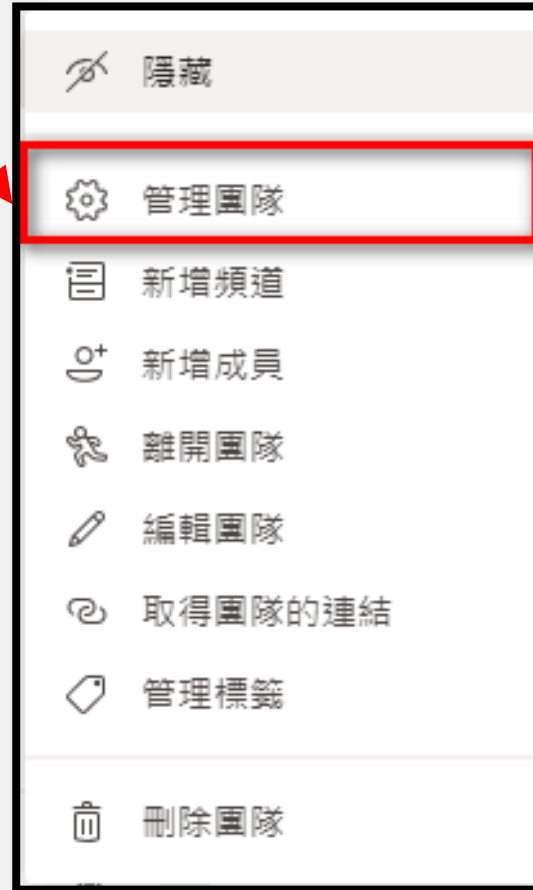 隱藏
管理團隊
新增頻道
新增成員
離開團隊
編輯團隊
取得團隊的連結
管理標籤
刪除團隊